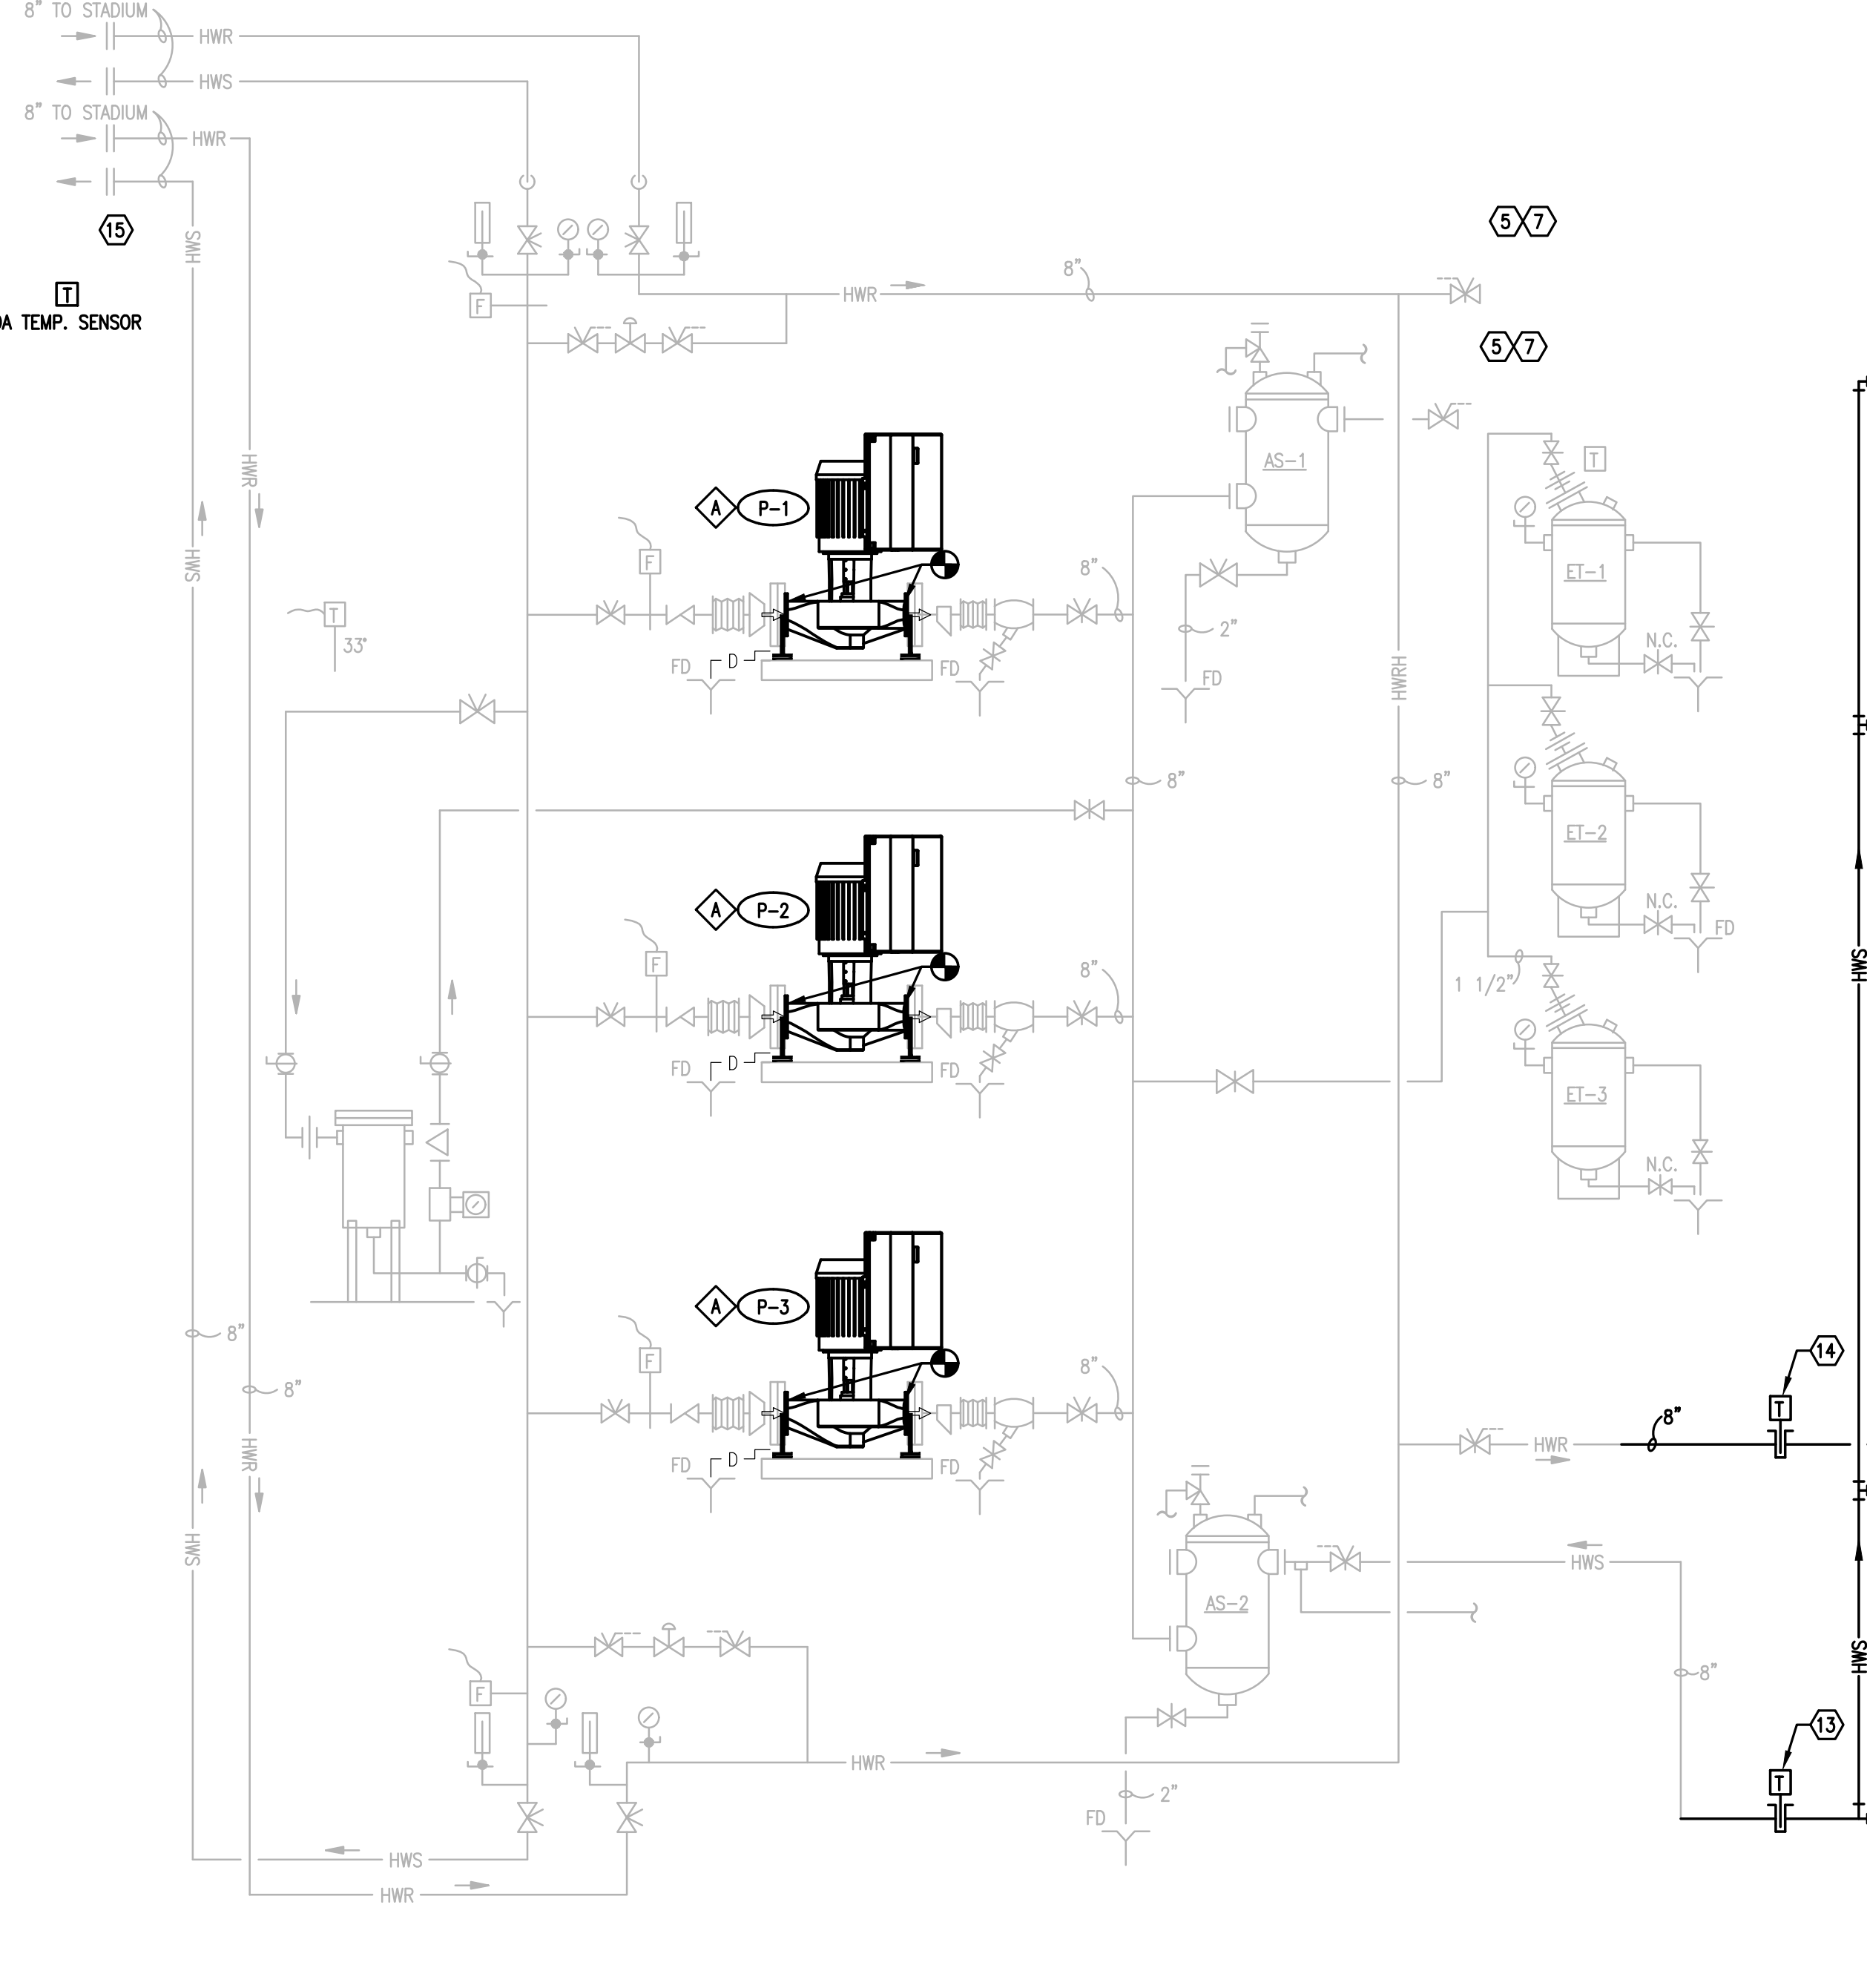 8" TO STADIUM
HWR
HWS
8" TO STADIUM
HWR
15
T
OA TEMP. SENSOR
HWS
HWR
F
HWR
8"
5 7
5 7
AS-1
T
ET-1
N.C.
A P-1
F
8"
FD
D
FD
2"
FD
HWS
HWR
T
33°
8"
8"
ET-2
N.C.
FD
A P-2
F
8"
FD
D
FD
1 1/2"
ET-3
N.C.
HWS
A P-3
F
8"
FD
D
FD
F
8"
8"
HWR
HWS
14
T
8"
HWR
HWS
AS-2
8"
HWS
F
13
T
HWR
2"
FD
HWS
HWR